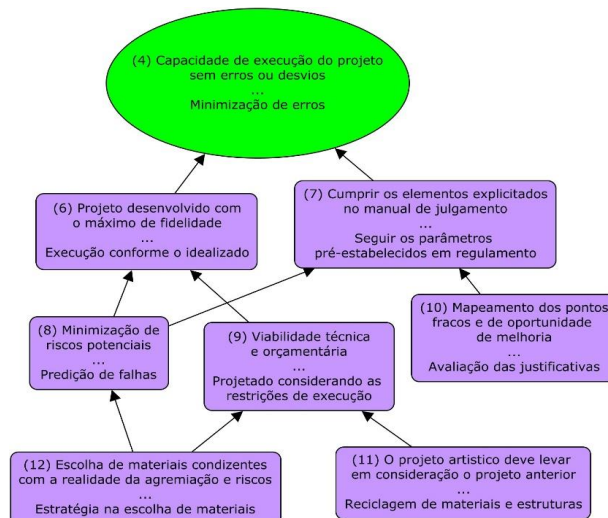 (4) Capacidade de execução do projeto
sem erros ou desvios
...
Minimização de erros
(6) Projeto desenvolvido com
o máximo de fidelidade
...
Execução conforme o idealizado
(7) Cumprir os elementos explicitados
no manual de julgamento
...
Seguir os parâmetros
pré-estabelecidos em regulamento
(8) Minimização de
riscos potenciais
...
Predição de falhas
(9) Viabilidade técnica
e orçamentária
...
Projetado considerando as
restrições de execução
(10) Mapeamento dos pontos
fracos e de oportunidade
de melhoria
...
Avaliação das justificativas
(12) Escolha de materiais condizentes
com a realidade da agremiação e riscos
...
Estratégia na escolha de materiais
(11) O projeto artistico deve levar
em consideração o projeto anterior
...
Reciclagem de materiais e estruturas